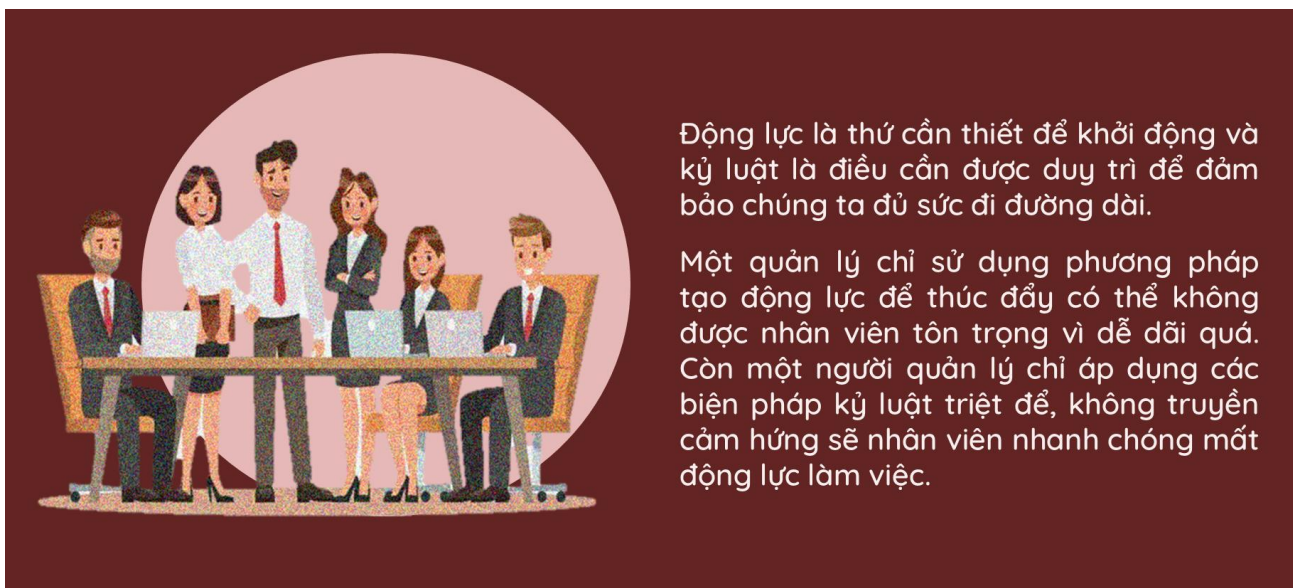 Động lực là thứ cần thiết để khởi động và
kỷ luật là điều cần được duy trì để đảm
bảo chúng ta đủ sức đi đường dài.
Một quản lý chỉ sử dụng phương pháp
tạo động lực để thúc đẩy có thể không
được nhân viên tôn trọng vì dễ dãi quá.
Còn một người quản lý chỉ áp dụng các
biện pháp kỷ luật triệt để, không truyền
cảm hứng sẽ nhân viên nhanh chóng mất
động lực làm việc.